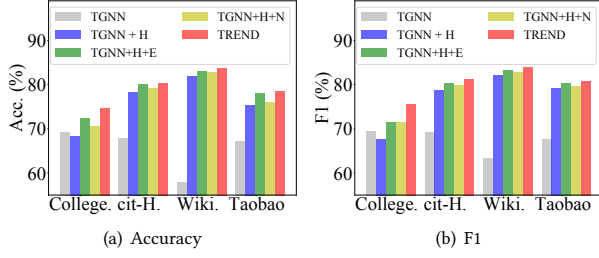 TGNN
TGNN + H
TGNN+H+E
TGNN+H+N
TREND
90
80
70
60
Acc. (%)
College. cit-H. Wiki. Taobao
(a) Accuracy
TGNN
TGNN + H
TGNN+H+E
TGNN+H+N
TREND
90
80
70
60
F1 (%)
College. cit-H. Wiki. Taobao
(b) F1